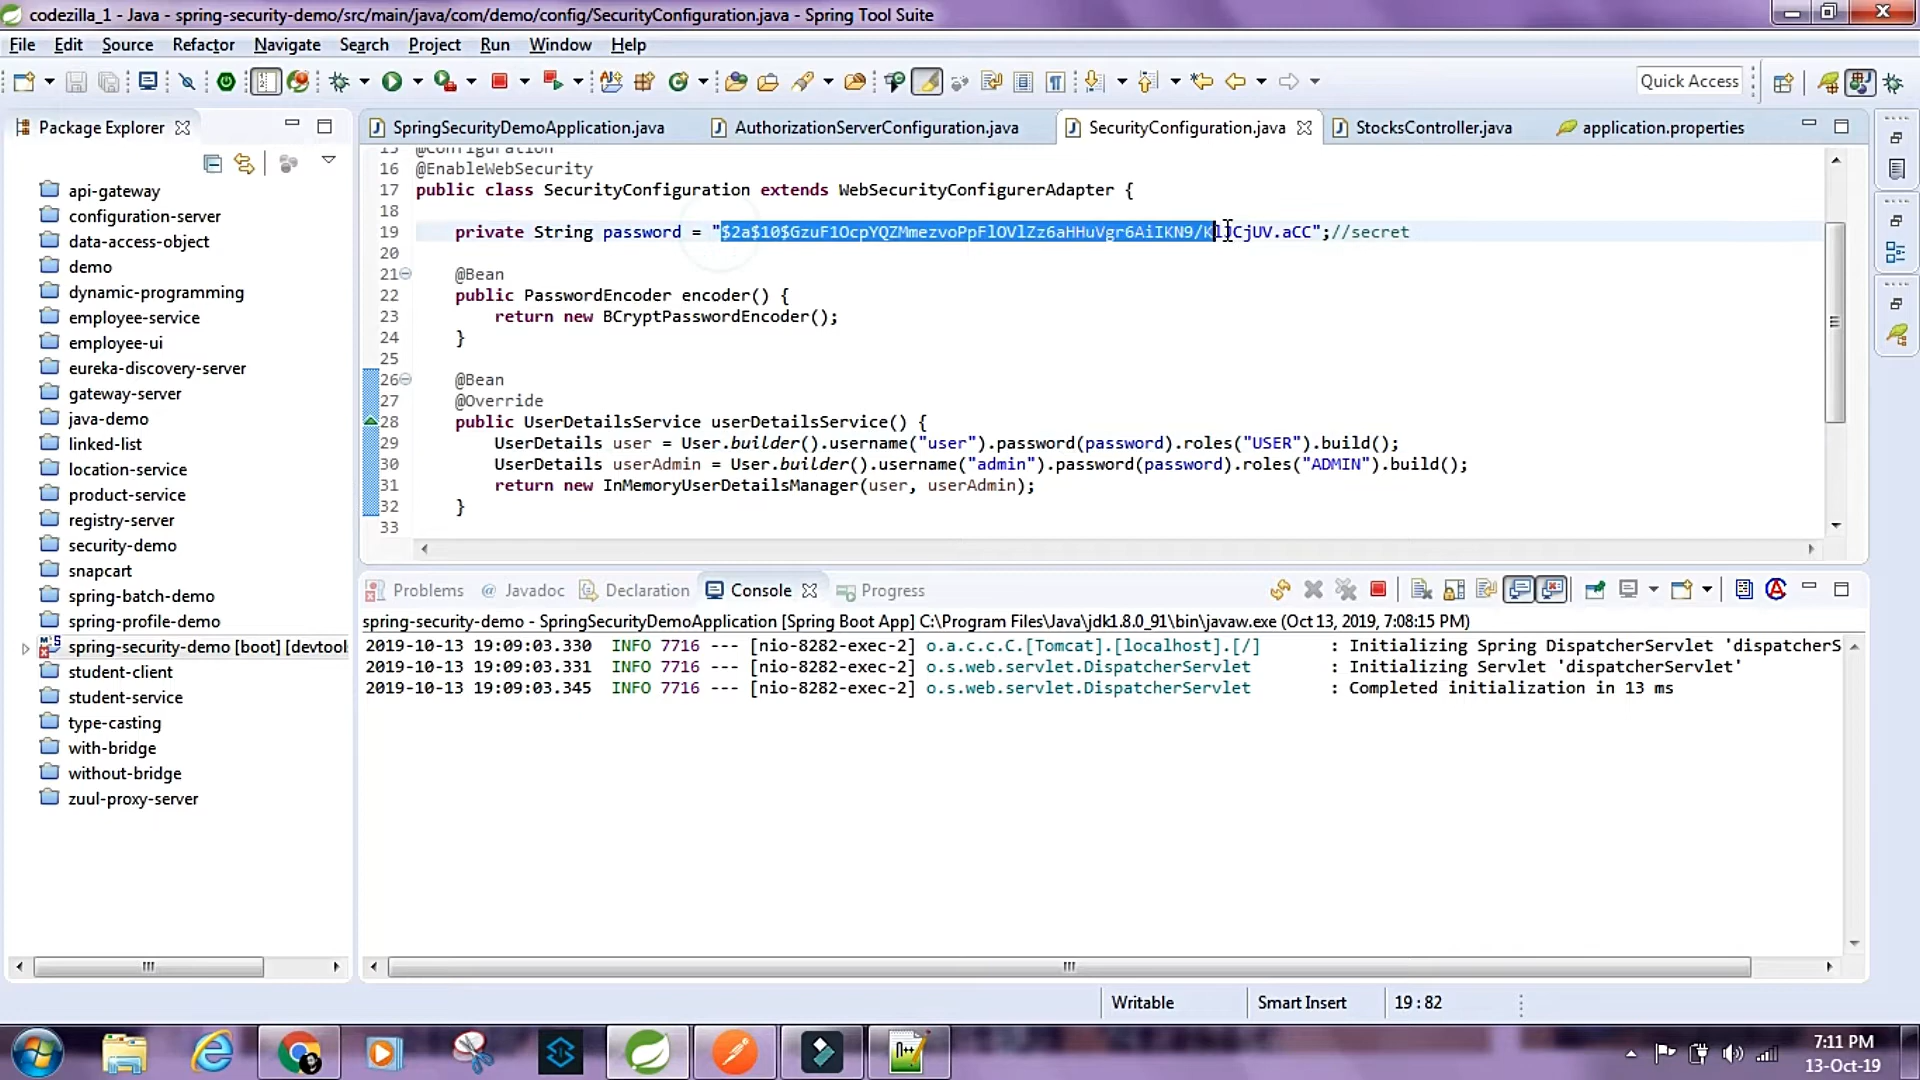 codezilla_1 - Java - spring-security-demo/src/main/java/com/demo/config/SecurityConfiguration.java - Spring Tool Suite
File Edit Source Refactor Navigate Search Project Run Window Help
Quick Access
Package Explorer
api-gateway
configuration-server
data-access-object
demo
dynamic-programming
employee-service
employee-ui
eureka-discovery-server
gateway-server
java-demo
linked-list
location-service
product-service
registry-server
security-demo
snapcart
spring-batch-demo
spring-profile-demo
spring-security-demo [boot] [devtool
student-client
student-service
type-casting
with-bridge
without-bridge
zuul-proxy-server
SpringSecurityDemoApplication.java AuthorizationServerConfiguration.java SecurityConfiguration.java StocksController.java application.properties
15 @Configuration
16 @EnableWebSecurity
17 public class SecurityConfiguration extends WebSecurityConfigurerAdapter {
18
19 private String password = "$2a$10$GzuF1OcpYQZMmezvoPpFlOVlZz6aHHuVgr6AiIKN9/KlJCjUV.aCC";//secret
20
21 @Bean
22 public PasswordEncoder encoder() {
23 return new BCryptPasswordEncoder();
24 }
25
26 @Bean
27 @Override
28 public UserDetailsService userDetailsService() {
29 UserDetails user = User.builder().username("user").password(password).roles("USER").build();
30 UserDetails userAdmin = User.builder().username("admin").password(password).roles("ADMIN").build();
31 return new InMemoryUserDetailsManager(user, userAdmin);
32 }
33
Problems @ Javadoc Declaration Console Progress
spring-security-demo - SpringSecurityDemoApplication [Spring Boot App] C:\Program Files\Java\jdk1.8.0_91\bin\javaw.exe (Oct 13, 2019, 7:08:15 PM)
2019-10-13 19:09:03.330 INFO 7716 --- [nio-8282-exec-2] o.a.c.c.C.[Tomcat].[localhost].[/] : Initializing Spring DispatcherServlet 'dispatcherS
2019-10-13 19:09:03.331 INFO 7716 --- [nio-8282-exec-2] o.s.web.servlet.DispatcherServlet : Initializing Servlet 'dispatcherServlet'
2019-10-13 19:09:03.345 INFO 7716 --- [nio-8282-exec-2] o.s.web.servlet.DispatcherServlet : Completed initialization in 13 ms
Writable Smart Insert 19 : 82
7:11 PM
13-Oct-19